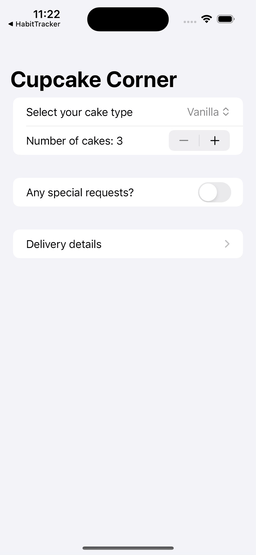 11:22
◀ HabitTracker
Cupcake Corner
Select your cake type
Vanilla
Number of cakes: 3
Any special requests?
Delivery details